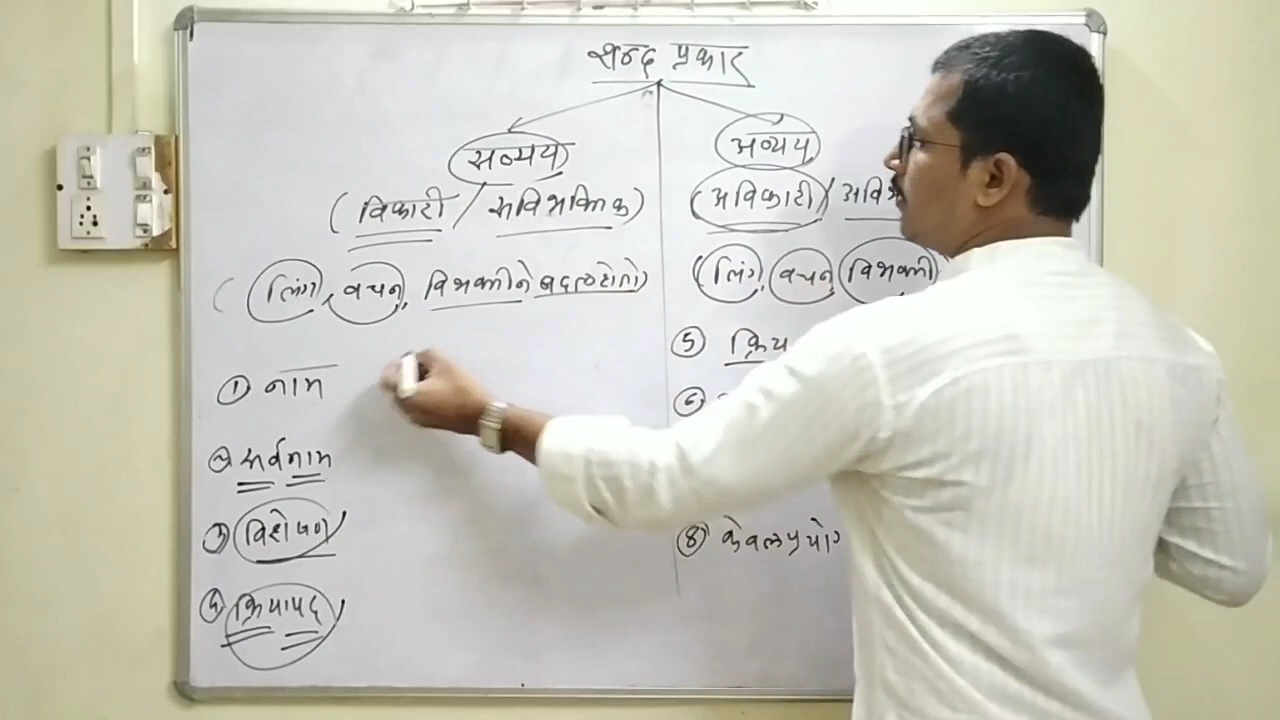 शब्द प्रकार
सव्यय
अव्यय
(विकारी / सविभक्तिक)
(अविकारी) / अविभ
(लिंग, वचन, विभक्तीने बदल होतो)
(लिंग, वचन, विभक्ती
① नाम
② सर्वनाम
③ विशेषण
④ क्रियापद
⑤ क्रिय
⑥
⑧ केवलप्रयो